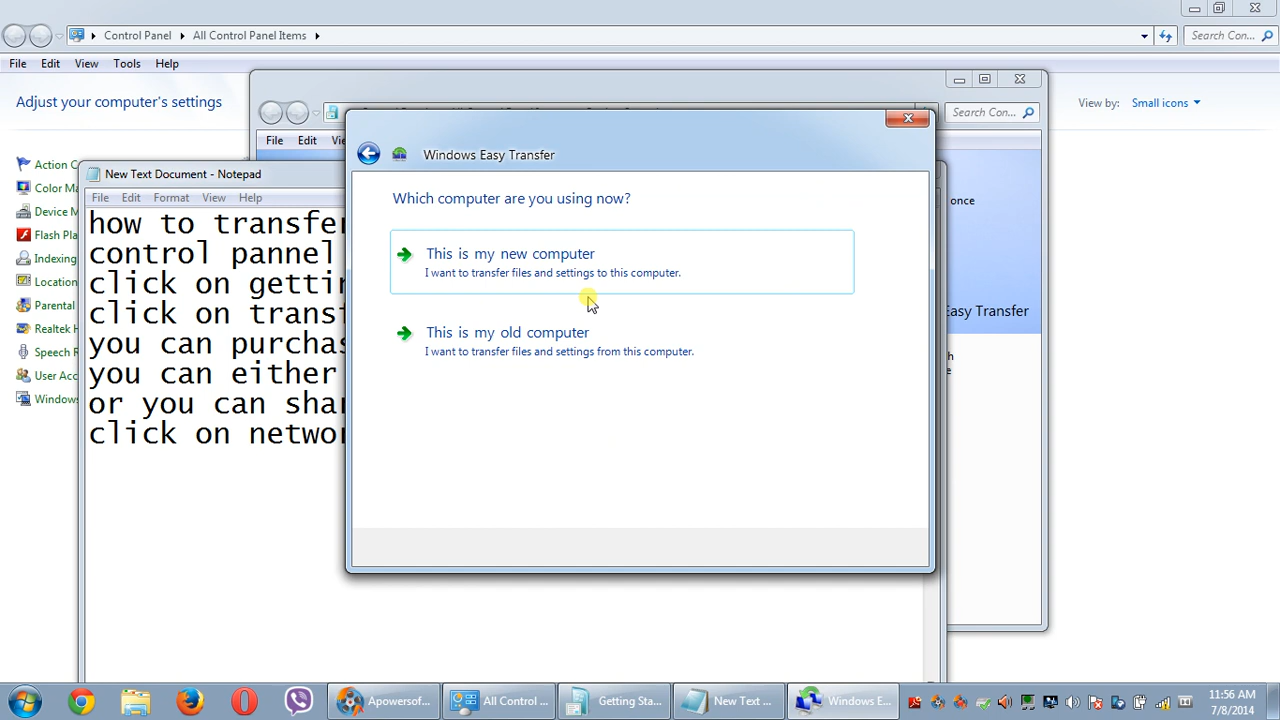 Control Panel
All Control Panel Items
Search Con...
File Edit View Tools Help
Adjust your computer's settings
View by: Small icons
Search Con...
File Edit
Windows Easy Transfer
Action C
Color Ma
Device M
Flash Pla
Indexing
Location
Parental
Realtek H
Speech R
User Acc
Windows
New Text Document - Notepad
File Edit Format View Help
how to transfer
control pannel
click on gettin
click on transf
you can purchas
you can either
or you can shar
click on networ
Which computer are you using now?
This is my new computer
I want to transfer files and settings to this computer.
This is my old computer
I want to transfer files and settings from this computer.
once
Easy Transfer
Apowersof...
All Control ...
Getting Sta...
New Text ...
Windows E...
11:56 AM
7/8/2014